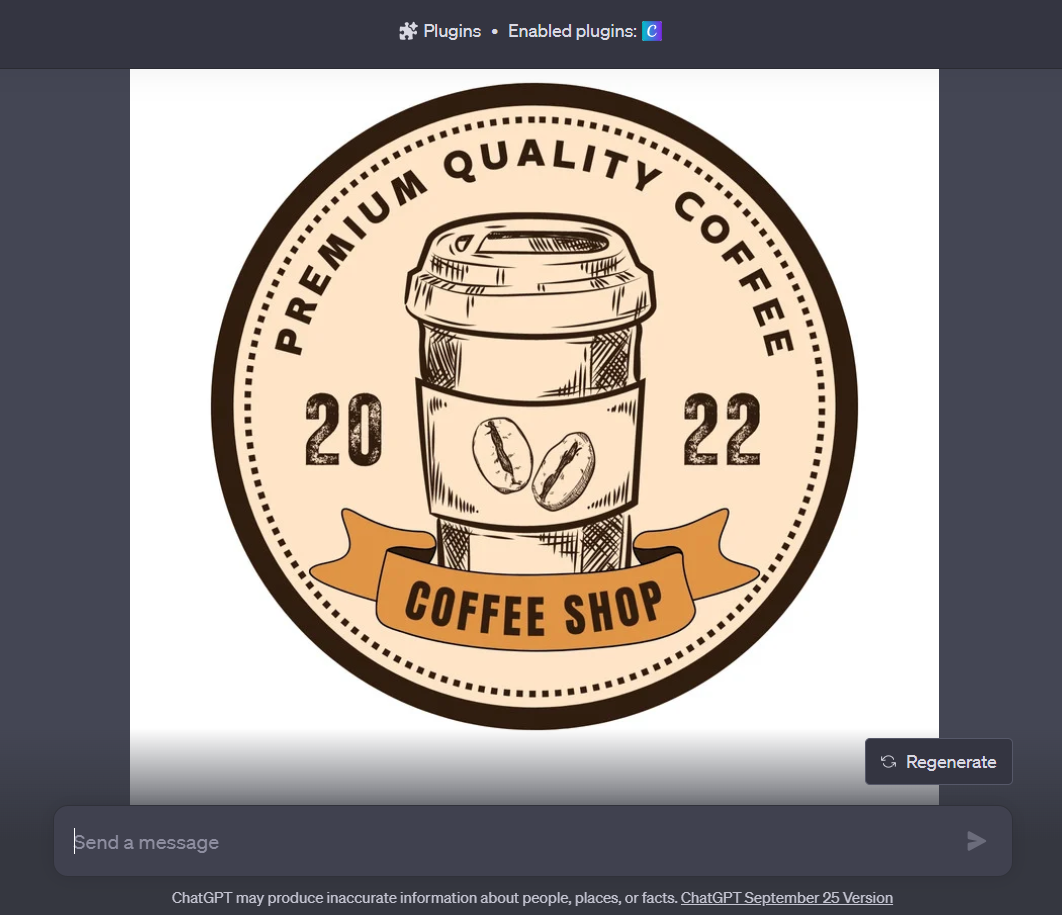 Plugins • Enabled plugins: C
PREMIUM QUALITY COFFEE
20 22
COFFEE SHOP
Regenerate
Send a message
ChatGPT may produce inaccurate information about people, places, or facts. ChatGPT September 25 Version